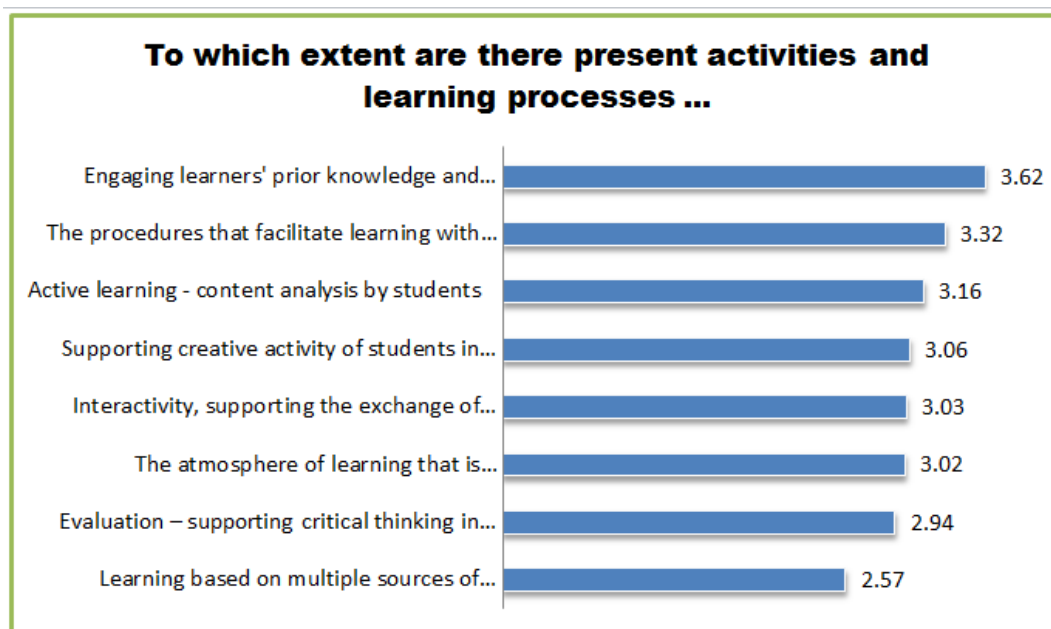 To which extent are there present activities and
learning processes ...
Engaging learners' prior knowledge and... 3.62
The procedures that facilitate learning with... 3.32
Active learning - content analysis by students 3.16
Supporting creative activity of students in... 3.06
Interactivity, supporting the exchange of... 3.03
The atmosphere of learning that is... 3.02
Evaluation – supporting critical thinking in... 2.94
Learning based on multiple sources of... 2.57